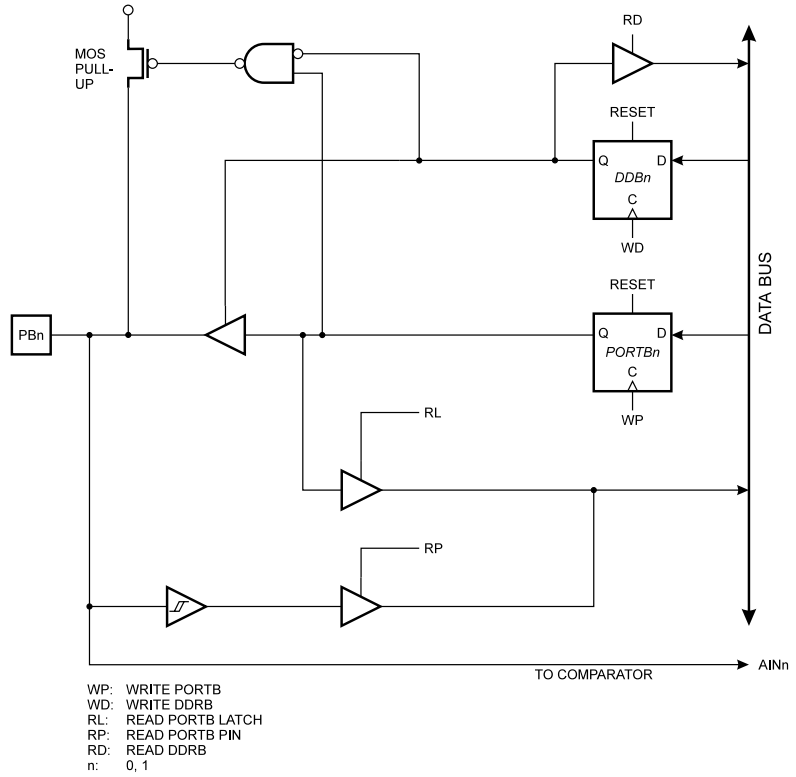 RD
MOS
PULL-
UP
RESET
Q
D
DDBn
C
WD
DATA BUS
RESET
PBn
Q
D
PORTBn
C
WP
RL
RP
TO COMPARATOR
AINn
WP: WRITE PORTB
WD: WRITE DDRB
RL: READ PORTB LATCH
RP: READ PORTB PIN
RD: READ DDRB
n: 0, 1